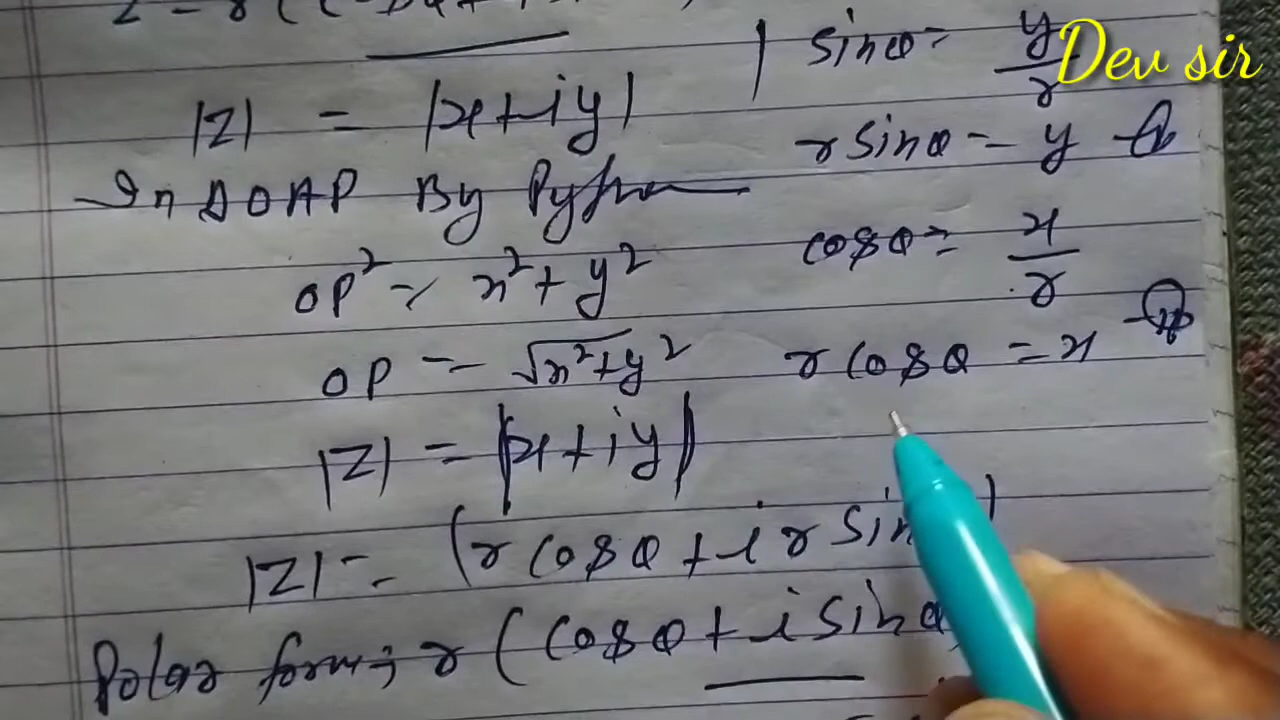 |Z| = |x+iy|
In ΔOAP By Pytho
OP² = x²+y²
OP = √x²+y²
|Z| = |x+iy|
|Z| = (r cosθ + i r sin )
Polar form:- r (cosθ + i sinθ
sinθ = y/r
r sinθ = y
cosθ = x/r
r cosθ = x
Dev sir